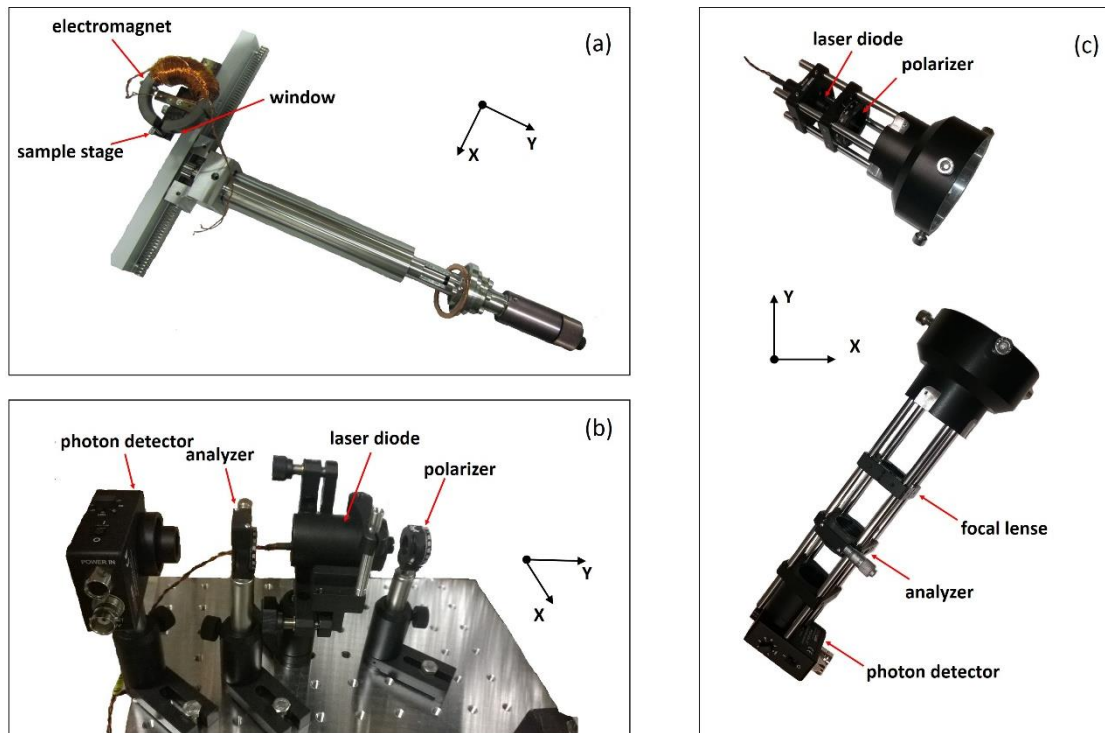 electromagnet
(a)
window
sample stage
X
Y
(b)
photon detector
analyzer
laser diode
polarizer
POWER IN
Y
X
(c)
laser diode
polarizer
Y
X
focal lense
analyzer
photon detector